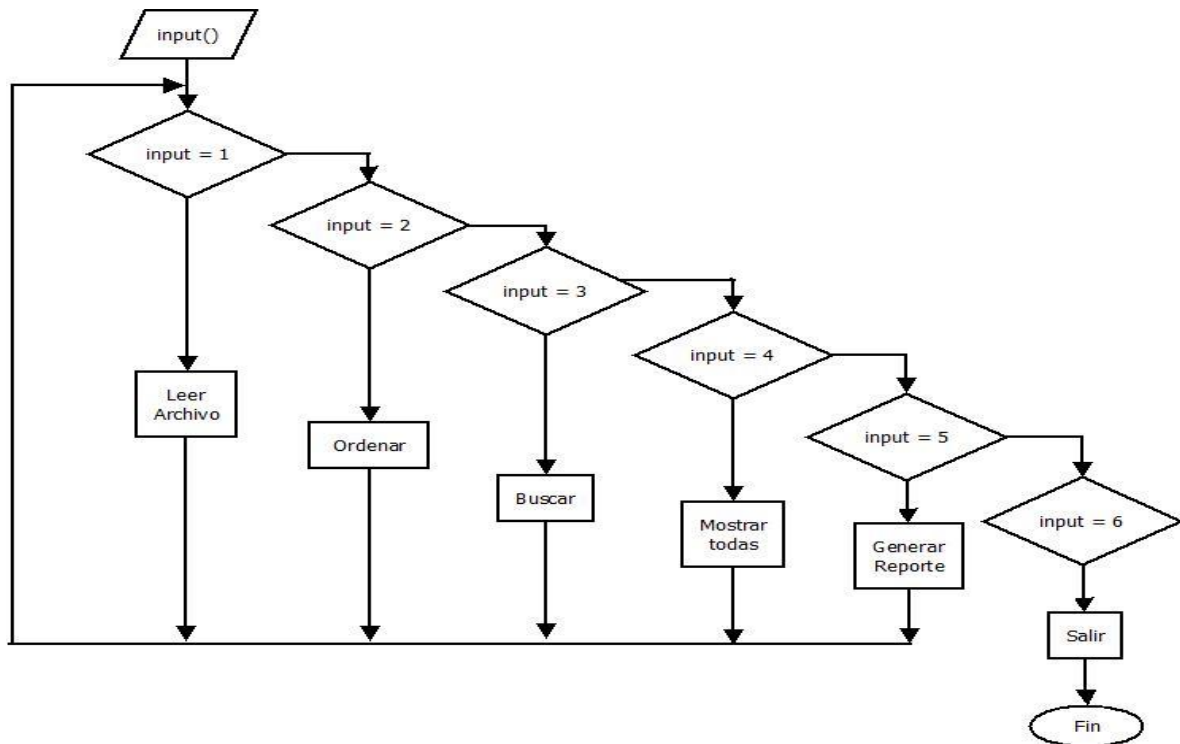 input()
input = 1
input = 2
input = 3
input = 4
input = 5
input = 6
Leer
Archivo
Ordenar
Buscar
Mostrar
todas
Generar
Reporte
Salir
Fin